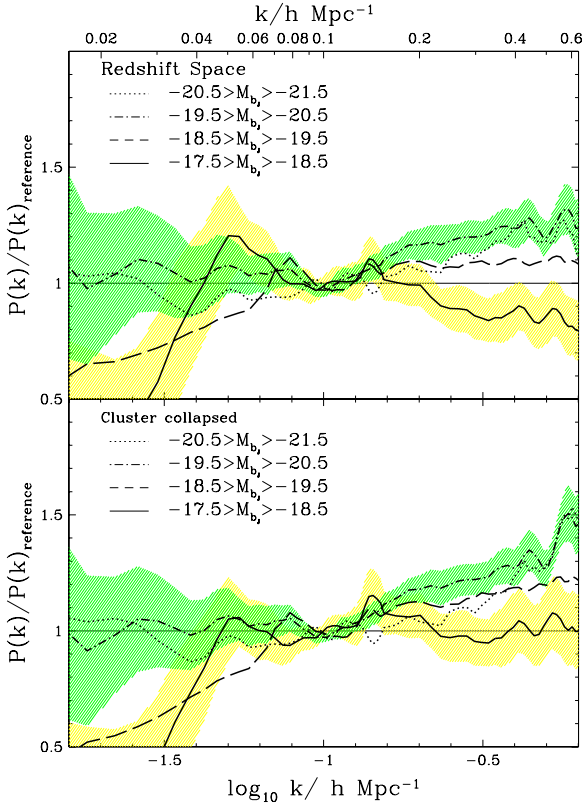 k/h Mpc⁻¹
0.02 0.04 0.06 0.08 0.1 0.2 0.4 0.6
Redshift Space
−20.5>M_bJ>−21.5
−19.5>M_bJ>−20.5
−18.5>M_bJ>−19.5
−17.5>M_bJ>−18.5
P(k)/P(k)reference
1.5
1
0.5
Cluster collapsed
−20.5>M_bJ>−21.5
−19.5>M_bJ>−20.5
−18.5>M_bJ>−19.5
−17.5>M_bJ>−18.5
P(k)/P(k)reference
1.5
1
0.5
−1.5 −1 −0.5
log₁₀ k/ h Mpc⁻¹